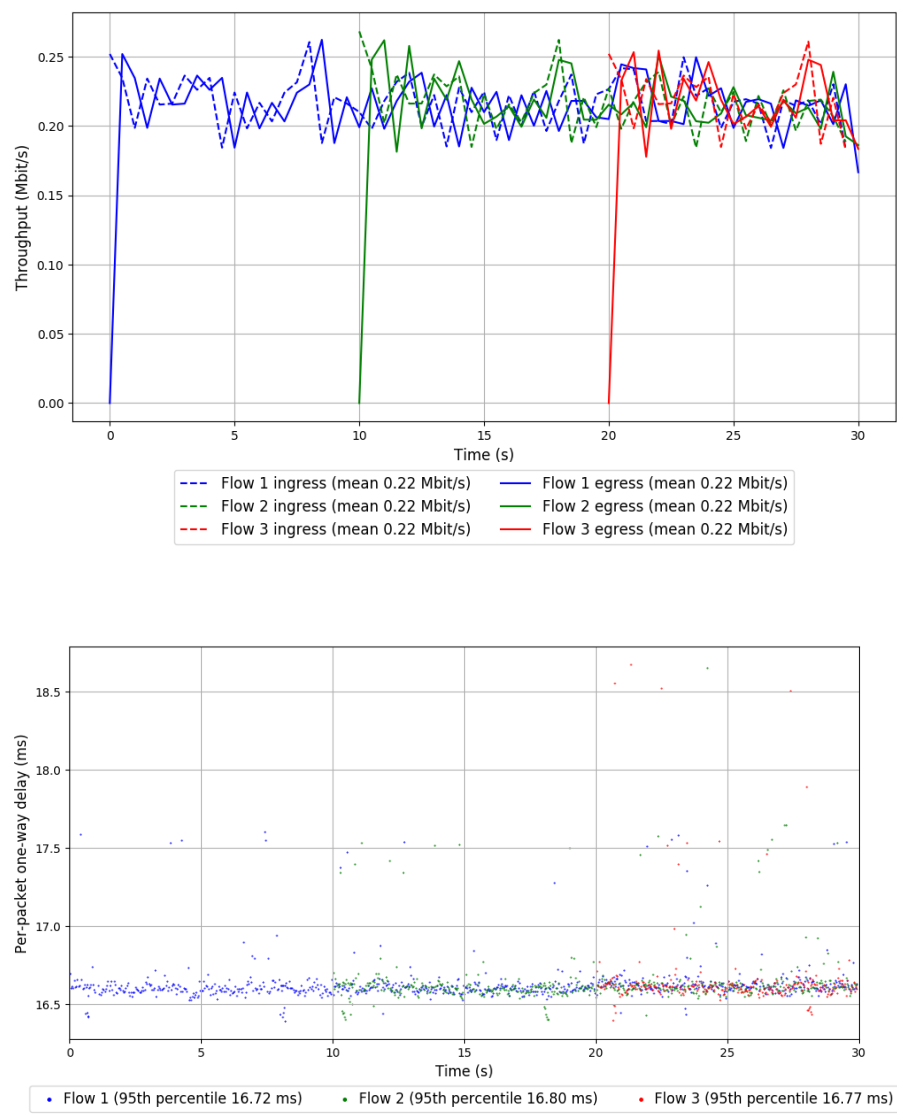 0.25
0.20
0.15
0.10
0.05
0.00
Throughput (Mbit/s)
0 5 10 15 20 25 30
Time (s)
Flow 1 ingress (mean 0.22 Mbit/s) Flow 1 egress (mean 0.22 Mbit/s)
Flow 2 ingress (mean 0.22 Mbit/s) Flow 2 egress (mean 0.22 Mbit/s)
Flow 3 ingress (mean 0.22 Mbit/s) Flow 3 egress (mean 0.22 Mbit/s)
18.5
18.0
17.5
17.0
16.5
Per-packet one-way delay (ms)
0 5 10 15 20 25 30
Time (s)
Flow 1 (95th percentile 16.72 ms) Flow 2 (95th percentile 16.80 ms) Flow 3 (95th percentile 16.77 ms)